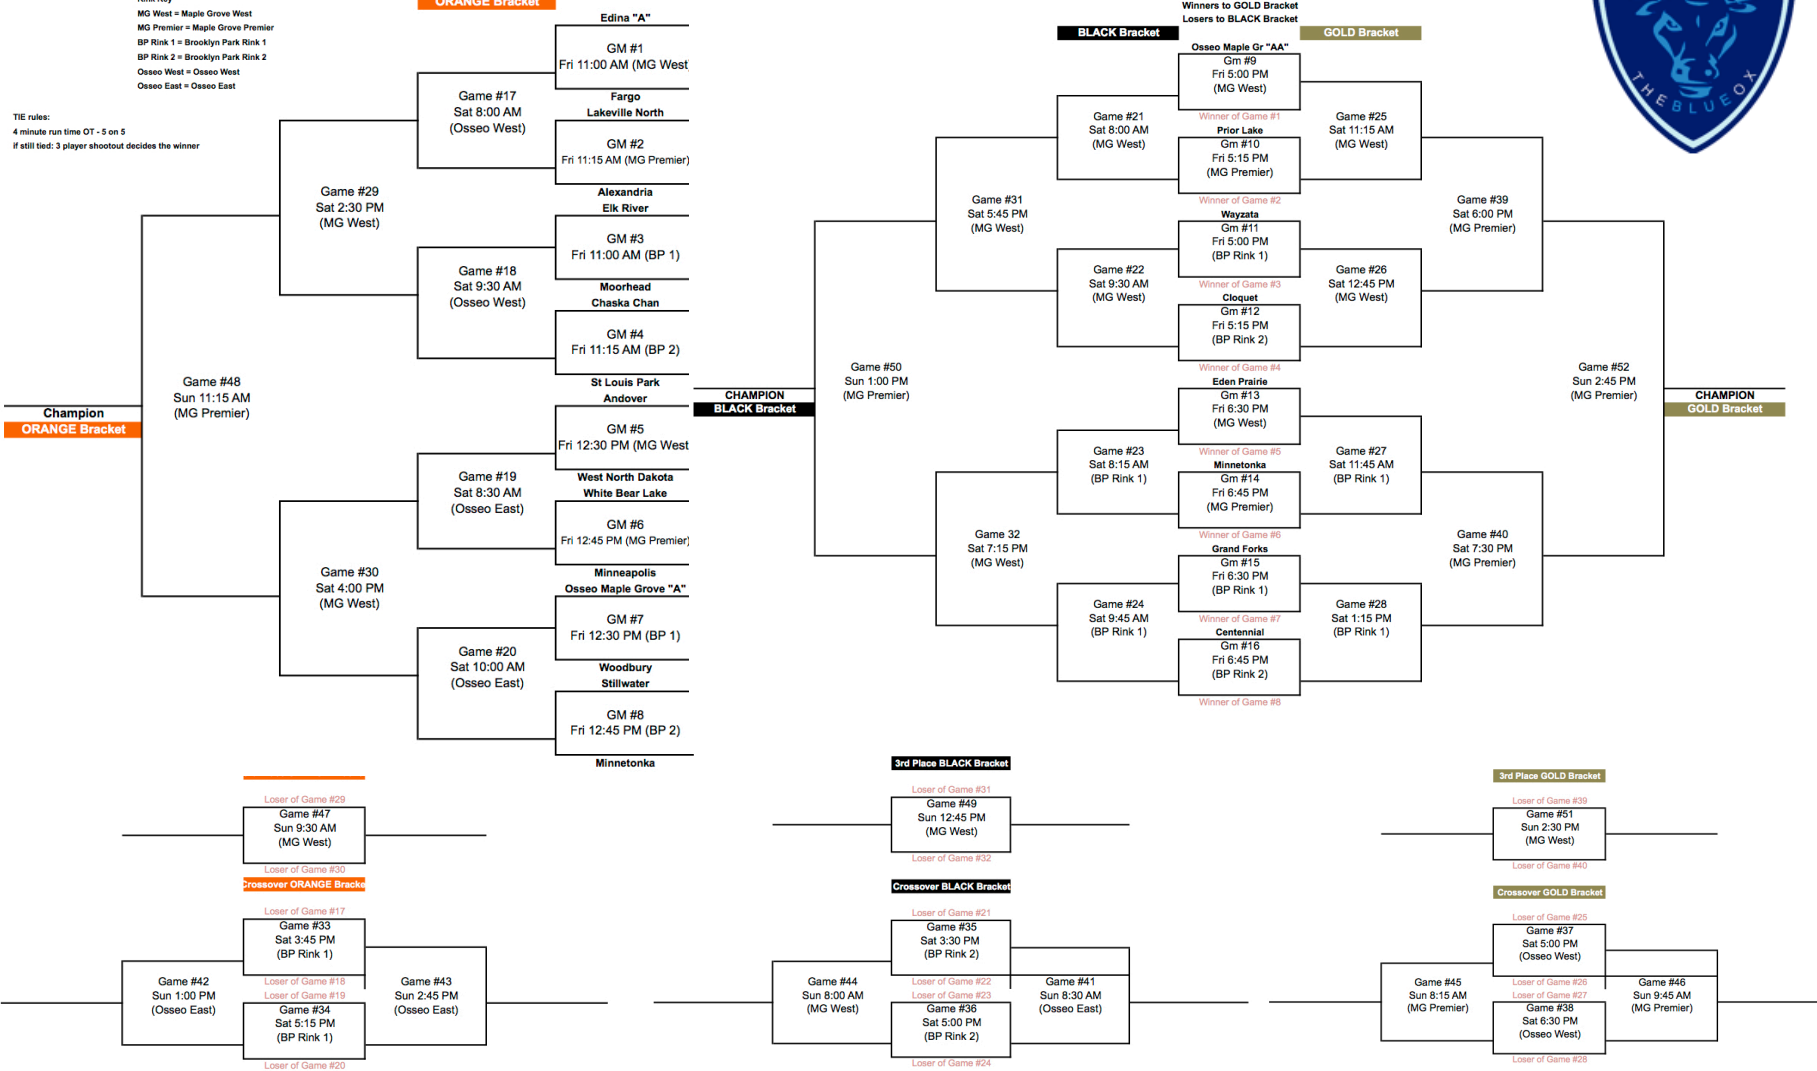 MG West = Maple Grove West
MG Premier = Maple Grove Premier
BP Rink 1 = Brooklyn Park Rink 1
BP Rink 2 = Brooklyn Park Rink 2
Osseo West = Osseo West
Osseo East = Osseo East
TIE rules:
4 minute run time OT - 5 on 5
if still tied: 3 player shootout decides the winner
ORANGE Bracket
Edina "A"
GM #1
Fri 11:00 AM (MG West)
Fargo
Lakeville North
GM #2
Fri 11:15 AM (MG Premier)
Alexandria
Elk River
GM #3
Fri 11:00 AM (BP 1)
Moorhead
Chaska Chan
GM #4
Fri 11:15 AM (BP 2)
St Louis Park
Andover
GM #5
Fri 12:30 PM (MG West
West North Dakota
White Bear Lake
GM #6
Fri 12:45 PM (MG Premier)
Minneapolis
Osseo Maple Grove "A"
GM #7
Fri 12:30 PM (BP 1)
Woodbury
Stillwater
GM #8
Fri 12:45 PM (BP 2)
Minnetonka
Game #17
Sat 8:00 AM
(Osseo West)
Game #18
Sat 9:30 AM
(Osseo West)
Game #19
Sat 8:30 AM
(Osseo East)
Game #20
Sat 10:00 AM
(Osseo East)
Game #29
Sat 2:30 PM
(MG West)
Game #30
Sat 4:00 PM
(MG West)
Game #48
Sun 11:15 AM
(MG Premier)
Champion
ORANGE Bracket
Winners to GOLD Bracket
Losers to BLACK Bracket
BLACK Bracket
GOLD Bracket
Osseo Maple Gr "AA"
Gm #9
Fri 5:00 PM
(MG West)
Winner of Game #1
Prior Lake
Gm #10
Fri 5:15 PM
(MG Premier)
Winner of Game #2
Wayzata
Gm #11
Fri 5:00 PM
(BP Rink 1)
Winner of Game #3
Cloquet
Gm #12
Fri 5:15 PM
(BP Rink 2)
Winner of Game #4
Eden Prairie
Gm #13
Fri 6:30 PM
(MG West)
Winner of Game #5
Minnetonka
Gm #14
Fri 6:45 PM
(MG Premier)
Winner of Game #6
Grand Forks
Gm #15
Fri 6:30 PM
(BP Rink 1)
Winner of Game #7
Centennial
Gm #16
Fri 6:45 PM
(BP Rink 2)
Winner of Game #8
Game #21
Sat 8:00 AM
(MG West)
Game #22
Sat 9:30 AM
(MG West)
Game #23
Sat 8:15 AM
(BP Rink 1)
Game #24
Sat 9:45 AM
(BP Rink 1)
Game #31
Sat 5:45 PM
(MG West)
Game 32
Sat 7:15 PM
(MG West)
Game #50
Sun 1:00 PM
(MG Premier)
CHAMPION
BLACK Bracket
Game #25
Sat 11:15 AM
(MG West)
Game #26
Sat 12:45 PM
(MG West)
Game #27
Sat 11:45 AM
(BP Rink 1)
Game #28
Sat 1:15 PM
(BP Rink 1)
Game #39
Sat 6:00 PM
(MG Premier)
Game #40
Sat 7:30 PM
(MG Premier)
Game #52
Sun 2:45 PM
(MG Premier)
CHAMPION
GOLD Bracket
THE BLUE OX
Loser of Game #29
Game #47
Sun 9:30 AM
(MG West)
Loser of Game #30
Crossover ORANGE Bracke
Loser of Game #17
Game #33
Sat 3:45 PM
(BP Rink 1)
Loser of Game #18
Loser of Game #19
Game #34
Sat 5:15 PM
(BP Rink 1)
Loser of Game #20
Game #42
Sun 1:00 PM
(Osseo East)
Game #43
Sun 2:45 PM
(Osseo East)
3rd Place BLACK Bracket
Loser of Game #31
Game #49
Sun 12:45 PM
(MG West)
Loser of Game #32
Crossover BLACK Bracket
Loser of Game #21
Game #35
Sat 3:30 PM
(BP Rink 2)
Loser of Game #22
Loser of Game #23
Game #36
Sat 5:00 PM
(BP Rink 2)
Loser of Game #24
Game #44
Sun 8:00 AM
(MG West)
Game #41
Sun 8:30 AM
(Osseo East)
3rd Place GOLD Bracket
Loser of Game #39
Game #51
Sun 2:30 PM
(MG West)
Loser of Game #40
Crossover GOLD Bracket
Loser of Game #25
Game #37
Sat 5:00 PM
(Osseo West)
Loser of Game #26
Loser of Game #27
Game #38
Sat 6:30 PM
(Osseo West)
Loser of Game #28
Game #45
Sun 8:15 AM
(MG Premier)
Game #46
Sun 9:45 AM
(MG Premier)